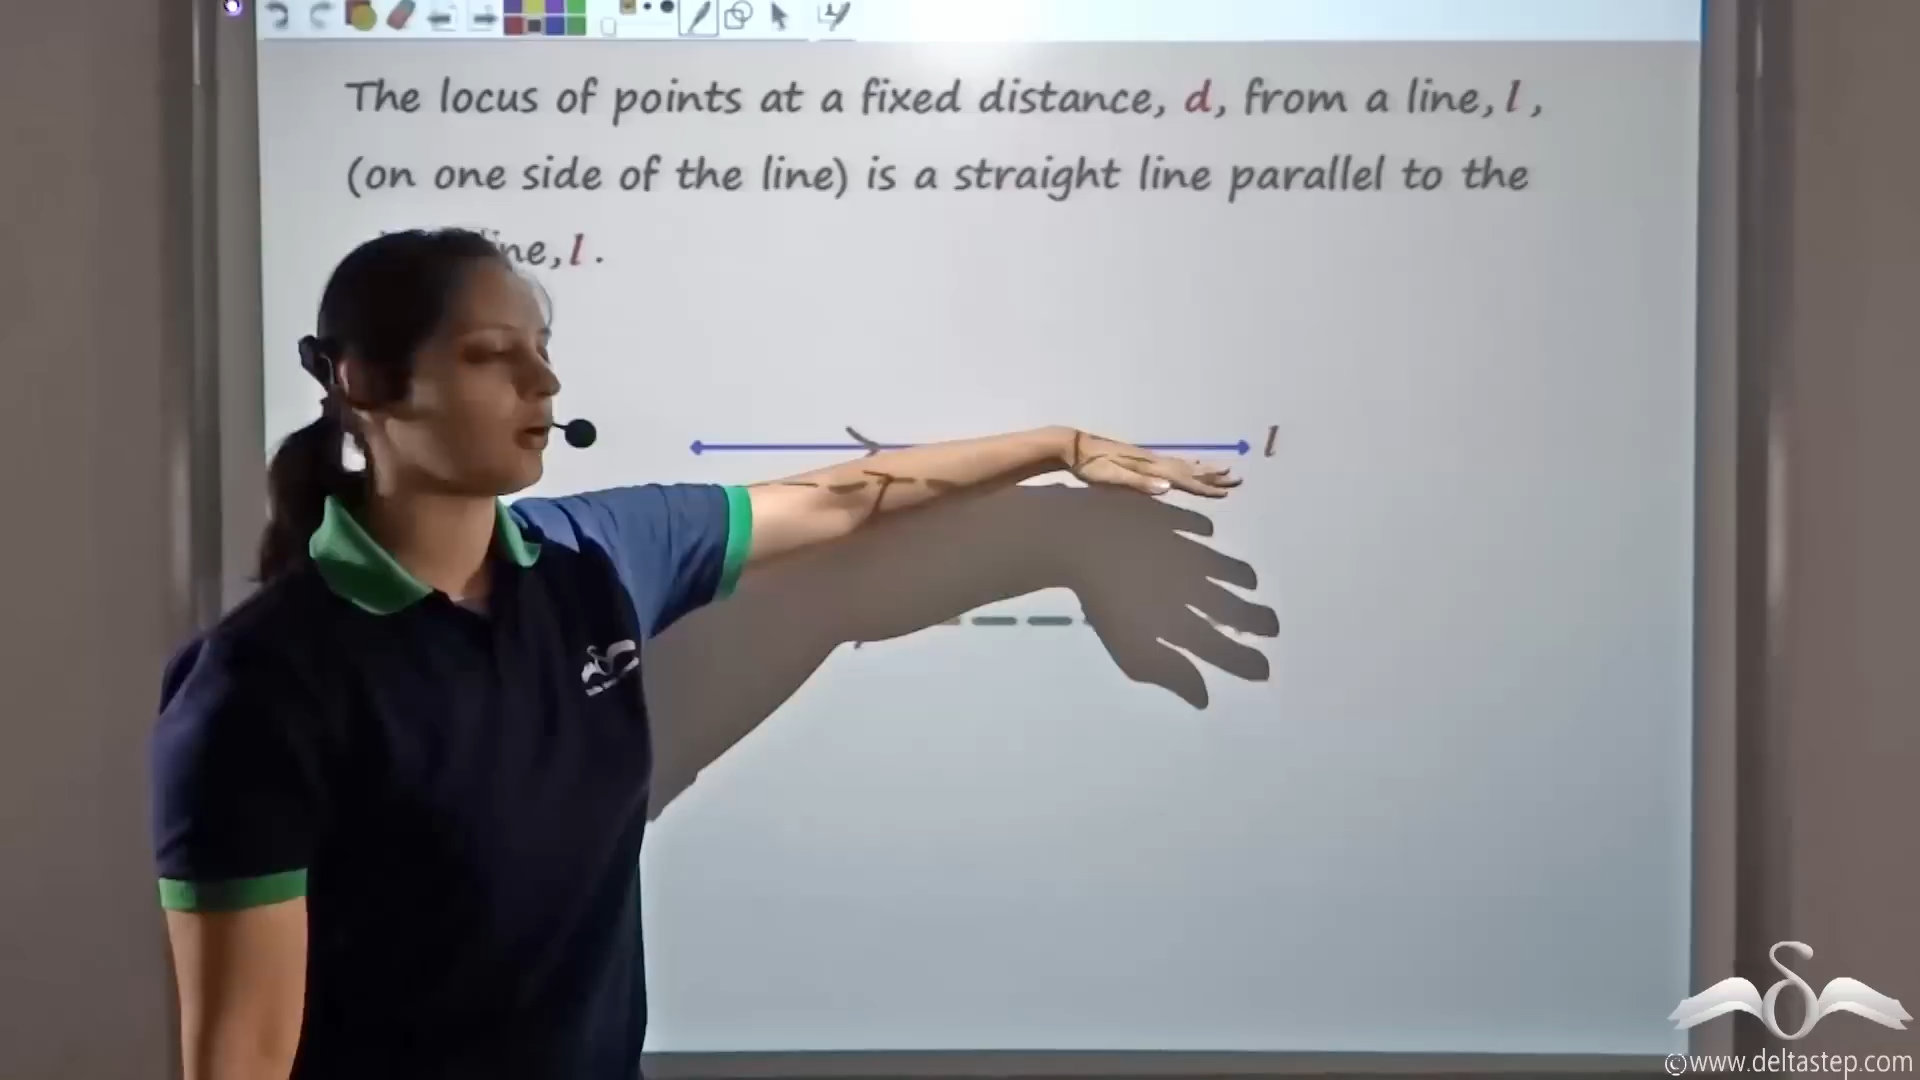 The locus of points at a fixed distance, d, from a line, l,
(on one side of the line) is a straight line parallel to the
line, l.
l
©www.deltastep.com